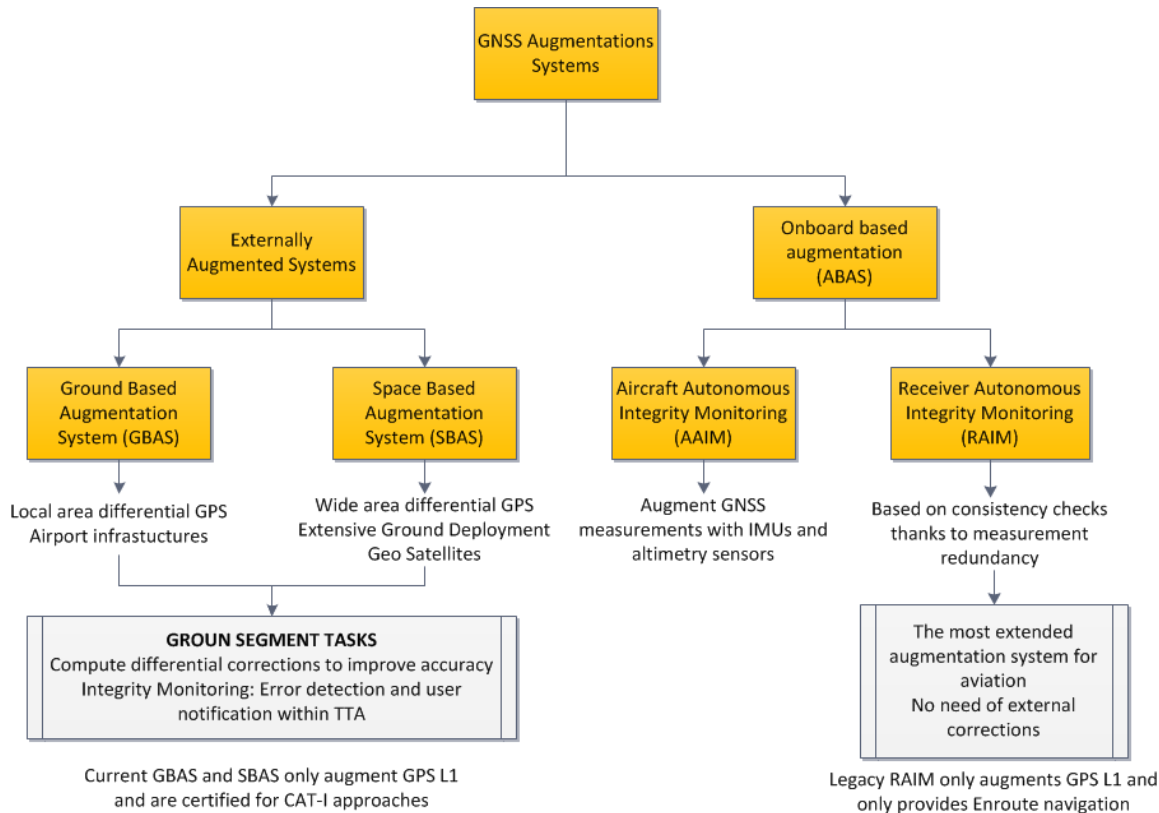 GNSS Augmentations
Systems
Externally
Augmented Systems
Onboard based
augmentation
(ABAS)
Ground Based
Augmentation
System (GBAS)
Space Based
Augmentation
System (SBAS)
Aircraft Autonomous
Integrity Monitoring
(AAIM)
Receiver Autonomous
Integrity Monitoring
(RAIM)
Local area differential GPS
Airport infrastuctures
Wide area differential GPS
Extensive Ground Deployment
Geo Satellites
Augment GNSS
measurements with IMUs and
altimetry sensors
Based on consistency checks
thanks to measurement
redundancy
GROUN SEGMENT TASKS
Compute differential corrections to improve accuracy
Integrity Monitoring: Error detection and user
notification within TTA
The most extended
augmentation system for
aviation
No need of external
corrections
Current GBAS and SBAS only augment GPS L1
and are certified for CAT-I approaches
Legacy RAIM only augments GPS L1 and
only provides Enroute navigation